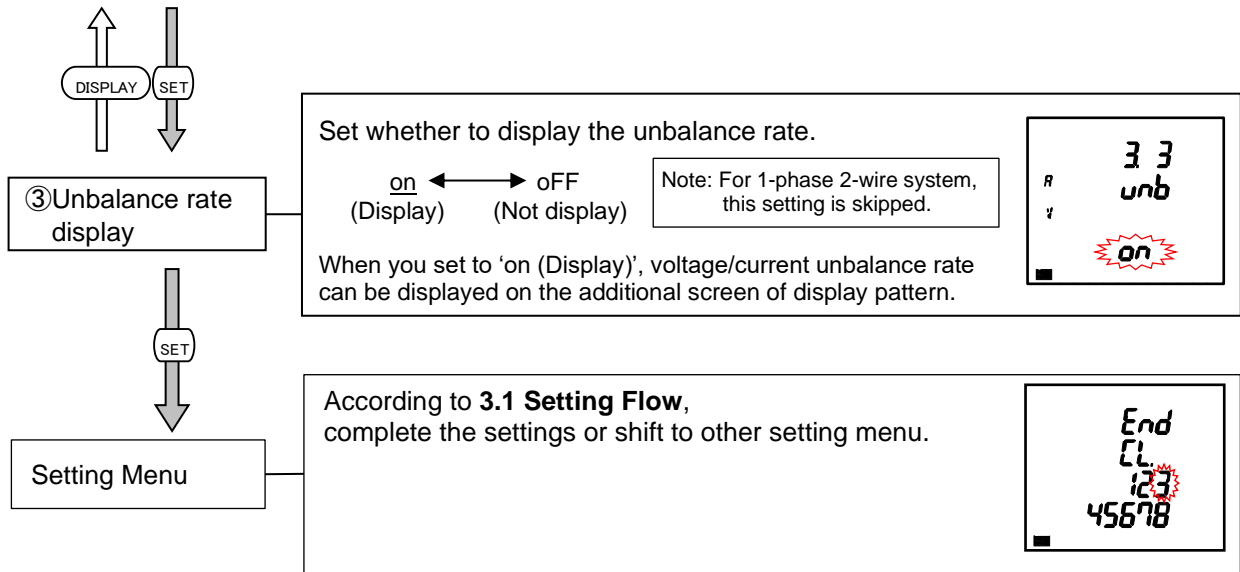 DISPLAY SET
Set whether to display the unbalance rate.
on oFF
(Display) (Not display)
Note: For 1-phase 2-wire system,
this setting is skipped.
When you set to ‘on (Display)’, voltage/current unbalance rate
can be displayed on the additional screen of display pattern.
③Unbalance rate
display
3. 3
A
unb
V
on
SET
Setting Menu
According to 3.1 Setting Flow,
complete the settings or shift to other setting menu.
End
CL.
123
45678